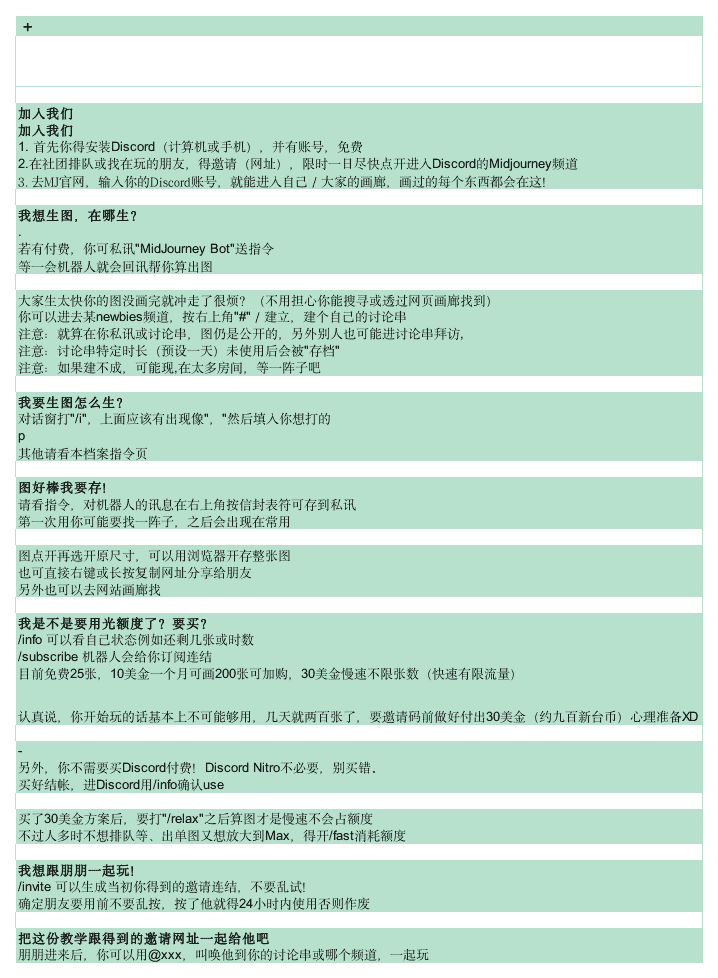 +
加入我们
加入我们
1. 首先你得安装Discord（计算机或手机），并有账号，免费
2.在社团排队或找在玩的朋友，得邀请（网址），限时一日尽快点开进入Discord的Midjourney频道
3. 去MJ官网，输入你的Discord账号，就能进入自己 / 大家的画廊，画过的每个东西都会在这!
我想生图，在哪生？
.
若有付费，你可私讯"MidJourney Bot"送指令
等一会机器人就会回讯帮你算出图
大家生太快你的图没画完就冲走了很烦？（不用担心你能搜寻或透过网页画廊找到）
你可以进去某newbies频道，按右上角"#" / 建立，建个自己的讨论串
注意：就算在你私讯或讨论串，图仍是公开的，另外别人也可能进讨论串拜访,
注意：讨论串特定时长（预设一天）未使用后会被"存档"
注意：如果建不成，可能现,在太多房间，等一阵子吧
我要生图怎么生？
对话窗打"/i"，上面应该有出现像"，"然后填入你想打的
p
其他请看本档案指令页
图好棒我要存!
请看指令，对机器人的讯息在右上角按信封表符可存到私讯
第一次用你可能要找一阵子，之后会出现在常用
图点开再选开原尺寸，可以用浏览器开存整张图
也可直接右键或长按复制网址分享给朋友
另外也可以去网站画廊找
我是不是要用光额度了？要买？
/info 可以看自己状态例如还剩几张或时数
/subscribe 机器人会给你订阅连结
目前免费25张，10美金一个月可画200张可加购，30美金慢速不限张数（快速有限流量）
认真说，你开始玩的话基本上不可能够用，几天就两百张了，要邀请码前做好付出30美金（约九百新台币）心理准备XD
-
另外，你不需要买Discord付费! Discord Nitro不必要，别买错.
买好结帐，进Discord用/info确认use
买了30美金方案后，要打"/relax"之后算图才是慢速不会占额度
不过人多时不想排队等、出单图又想放大到Max，得开/fast消耗额度
我想跟朋朋一起玩!
/invite 可以生成当初你得到的邀请连结，不要乱试!
确定朋友要用前不要乱按，按了他就得24小时内使用否则作废
把这份教学跟得到的邀请网址一起给他吧
朋朋进来后，你可以用@xxx，叫唤他到你的讨论串或哪个频道，一起玩